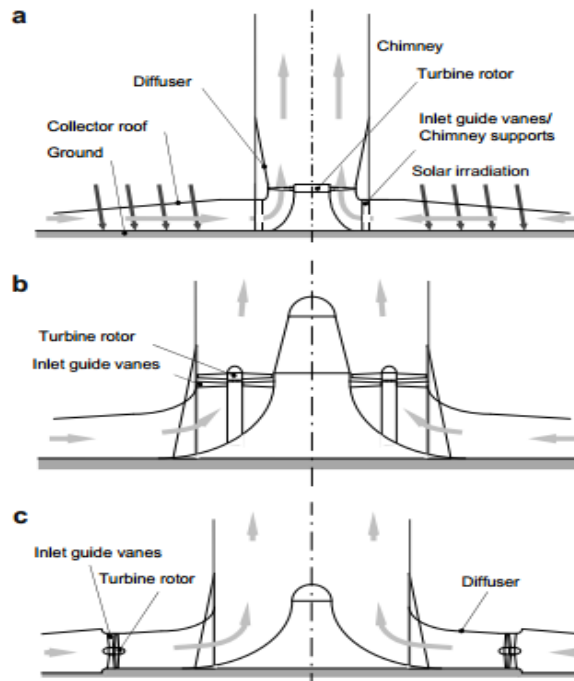 a
Chimney
Turbine rotor
Diffuser
Inlet guide vanes/
Chimney supports
Collector roof
Ground
Solar irradiation
b
Turbine rotor
Inlet guide vanes
c
Inlet guide vanes
Turbine rotor
Diffuser